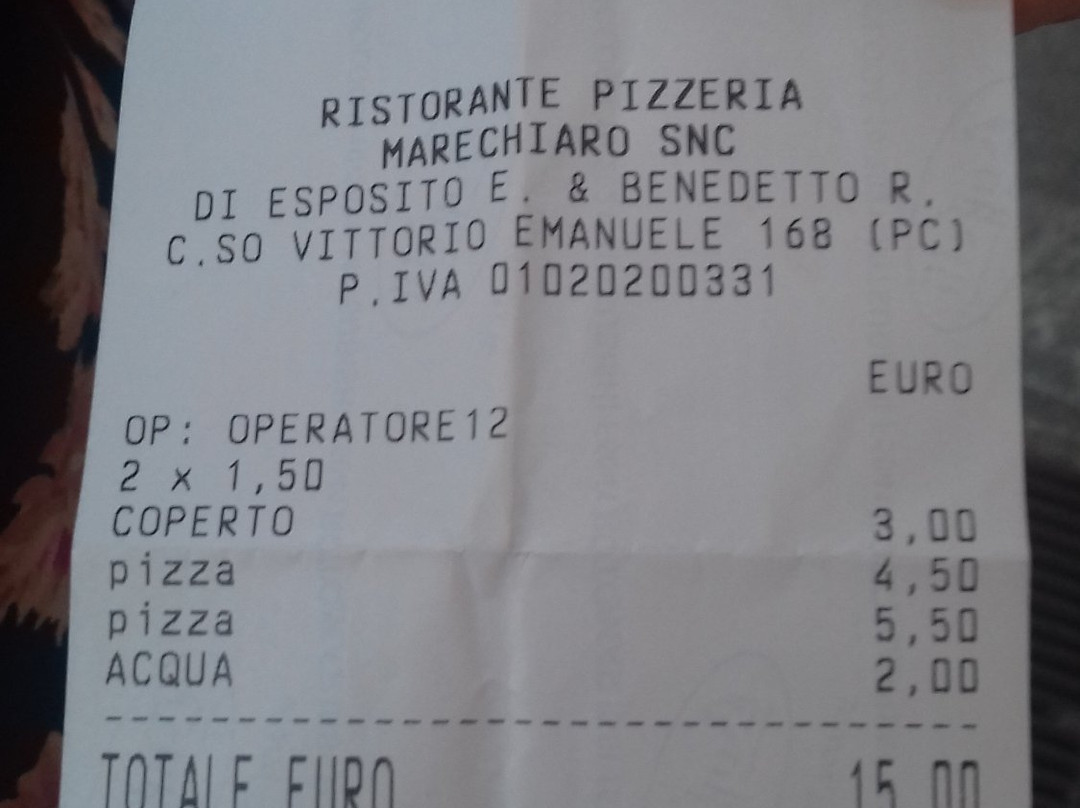 RISTORANTE PIZZERIA
MARECHIARO SNC
DI ESPOSITO E. & BENEDETTO R.
C.SO VITTORIO EMANUELE 168 (PC)
P.IVA 01020200331
EURO
OP: OPERATORE12
2 x 1,50
COPERTO 3,00
pizza 4,50
pizza 5,50
ACQUA 2,00
TOTALE EURO 15,00